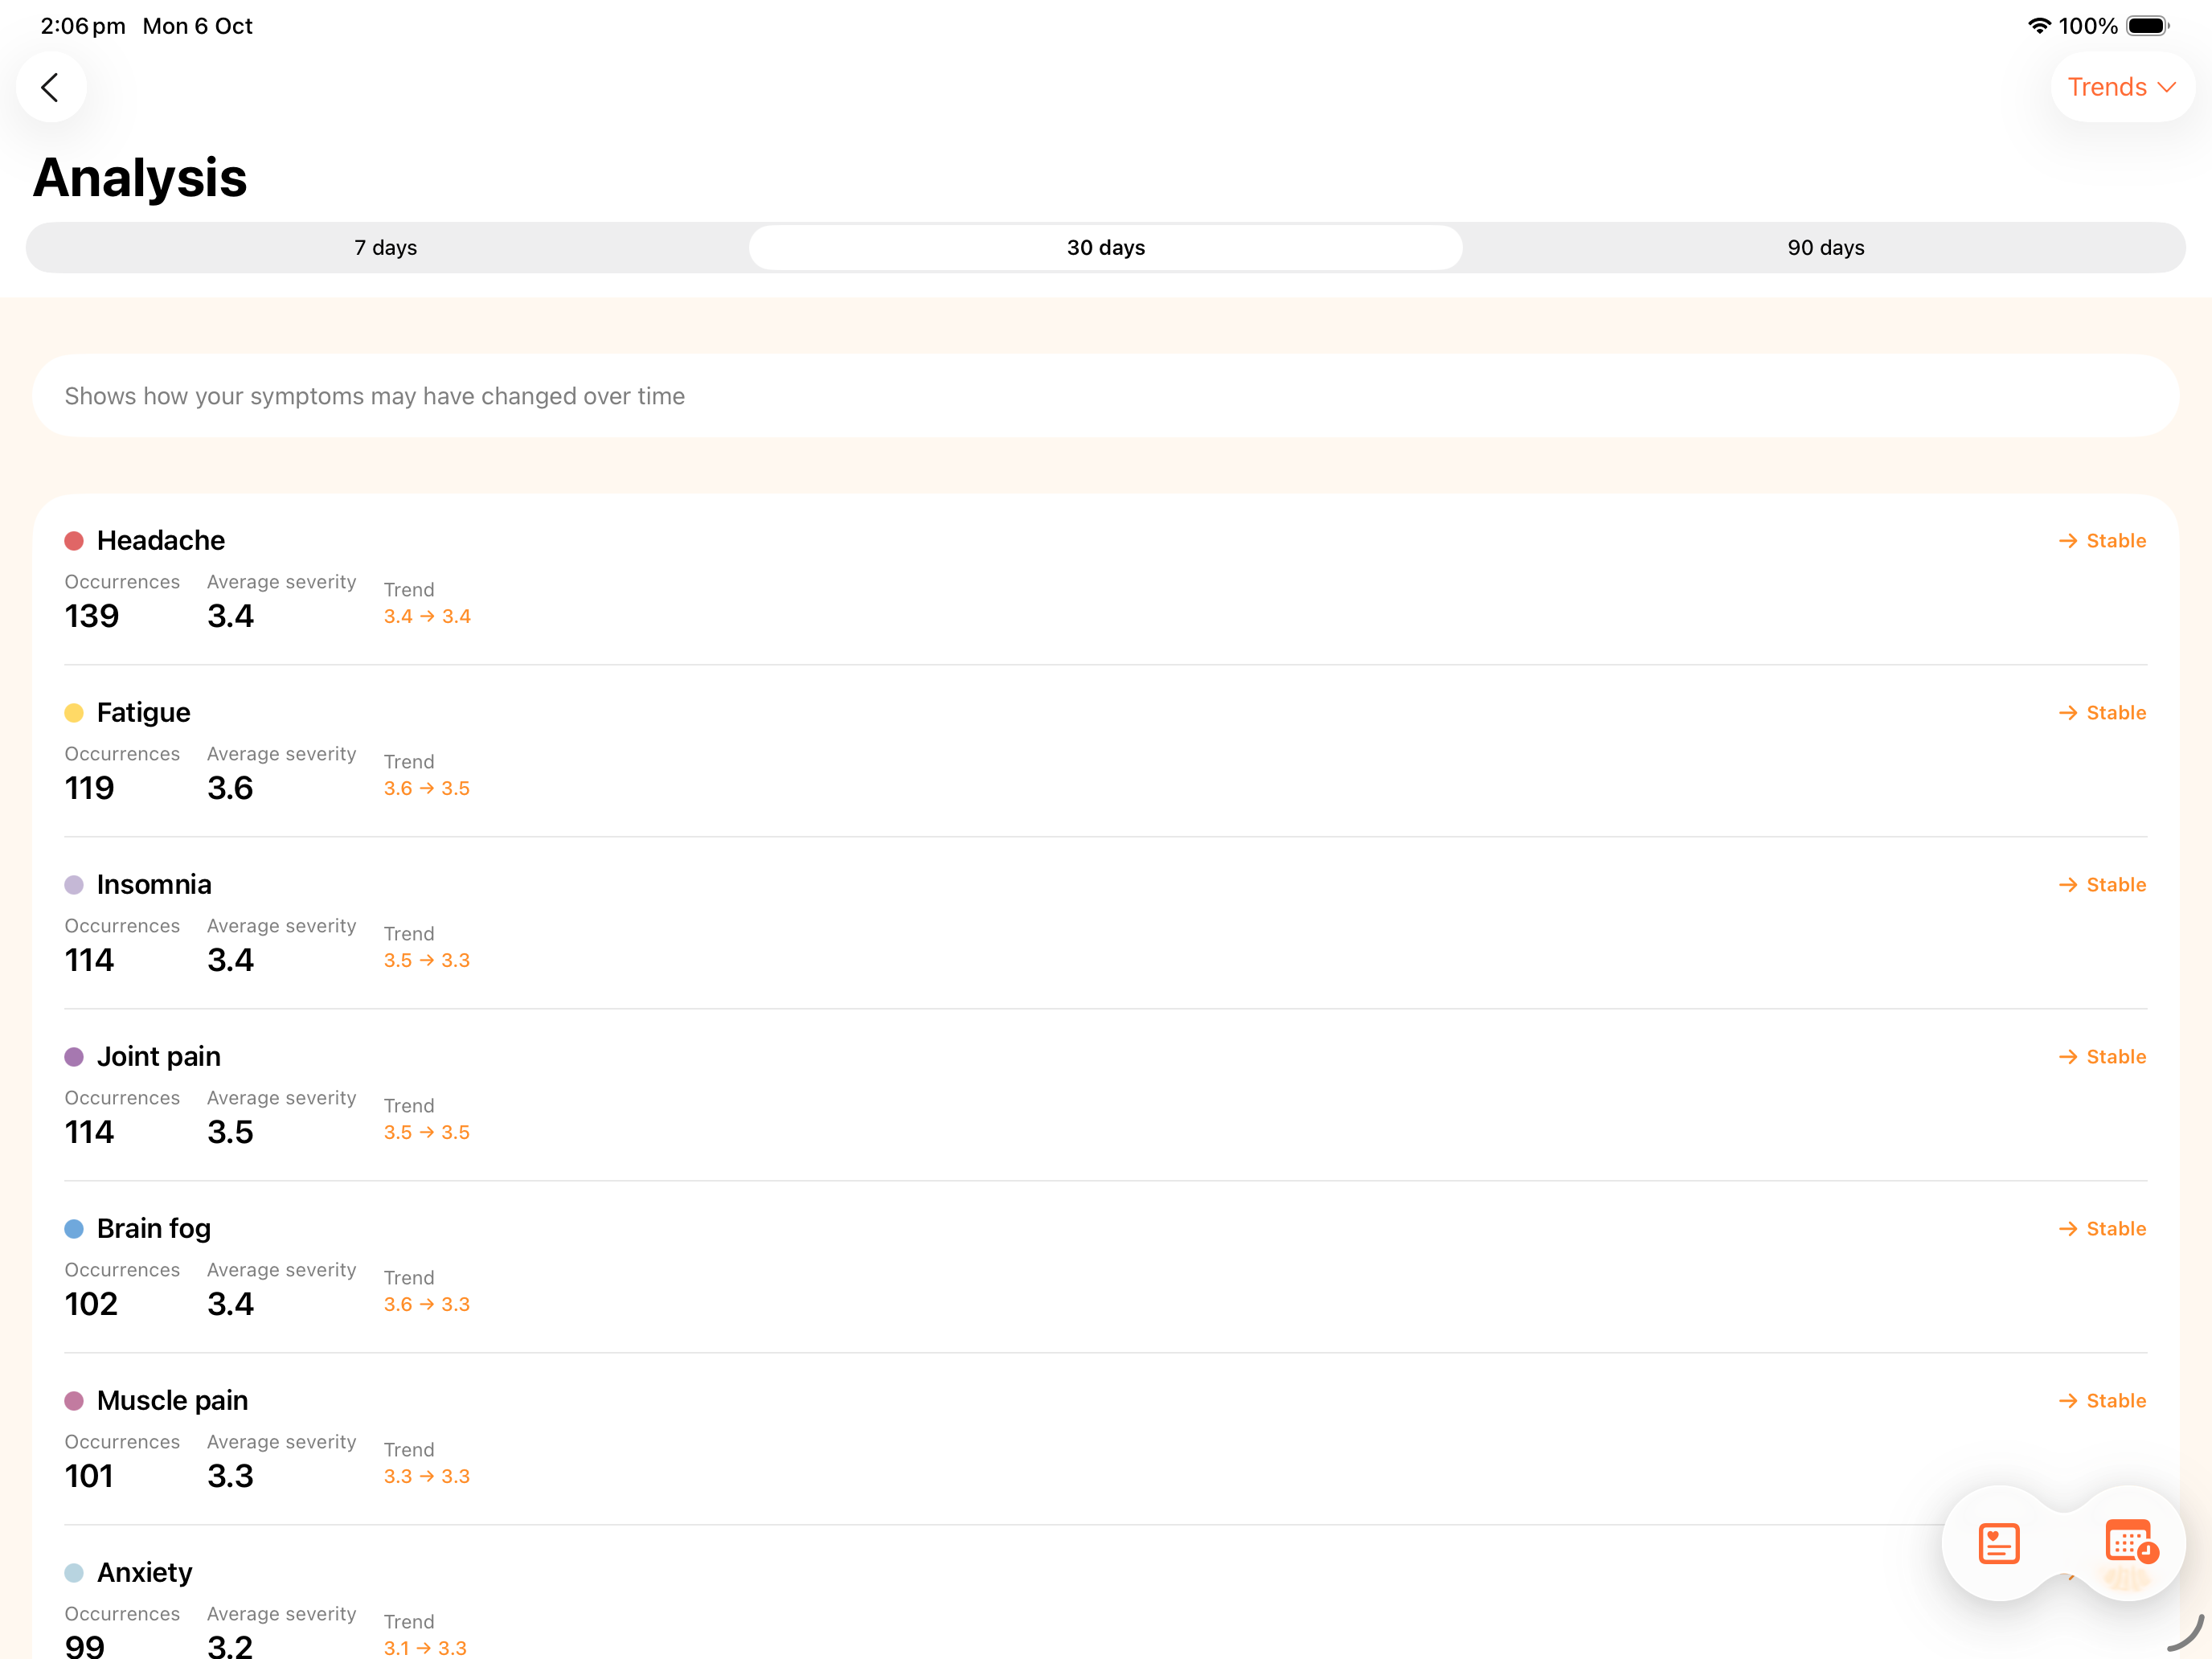 2:06 pm Mon 6 Oct 100%
Trends
Analysis
7 days 30 days 90 days
Shows how your symptoms may have changed over time
Headache → Stable
Occurrences Average severity Trend
139 3.4 3.4 → 3.4
Fatigue → Stable
Occurrences Average severity Trend
119 3.6 3.6 → 3.5
Insomnia → Stable
Occurrences Average severity Trend
114 3.4 3.5 → 3.3
Joint pain → Stable
Occurrences Average severity Trend
114 3.5 3.5 → 3.5
Brain fog → Stable
Occurrences Average severity Trend
102 3.4 3.6 → 3.3
Muscle pain → Stable
Occurrences Average severity Trend
101 3.3 3.3 → 3.3
Anxiety
Occurrences Average severity Trend
99 3.2 3.1 → 3.3